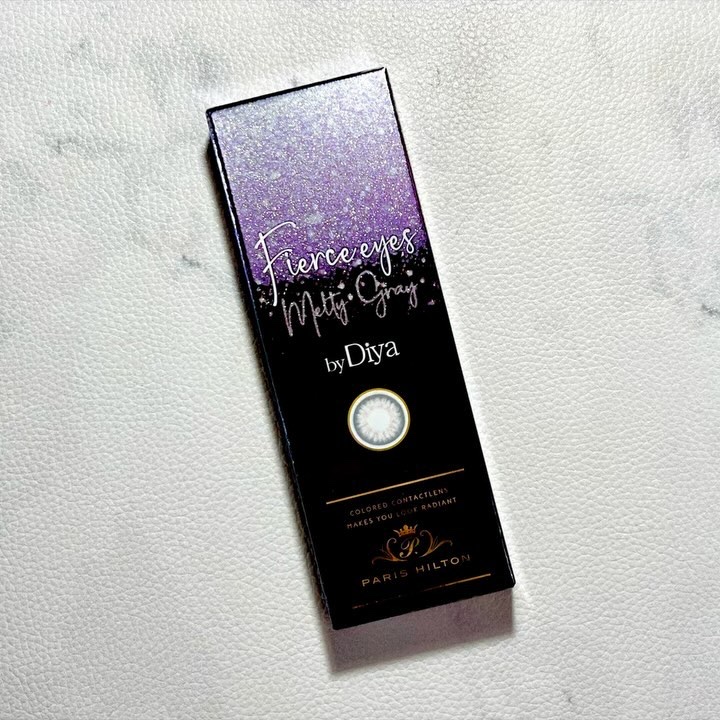 Fierce eyes
Melty Gray
by Diya
COLORED CONTACTLENS
MAKES YOU LOOK RADIANT
P.
PARIS HILTON